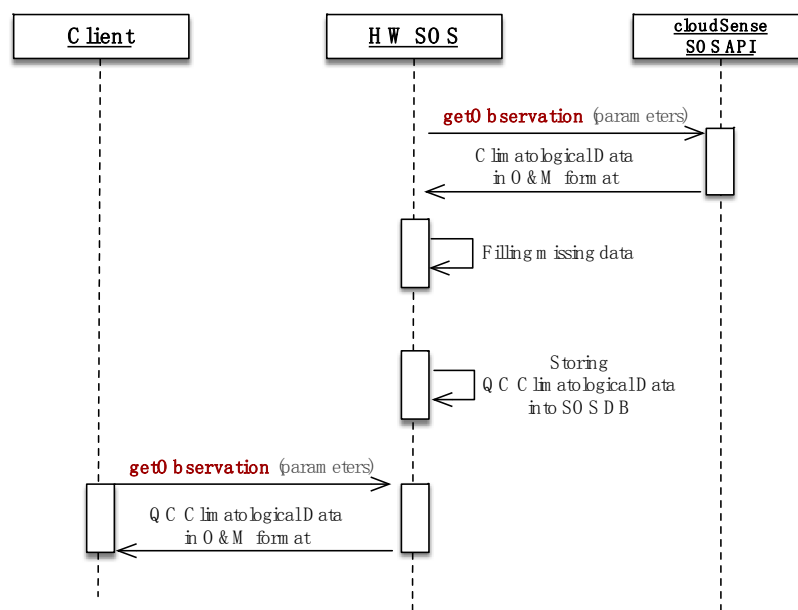 Client
HW SOS
cloudSense
SOS API
getObservation (parameters)
Climatological Data
in O&M format
Filling missing data
Storing
QC Climatological Data
into SOS DB
getObservation (parameters)
QC Climatological Data
in O&M format